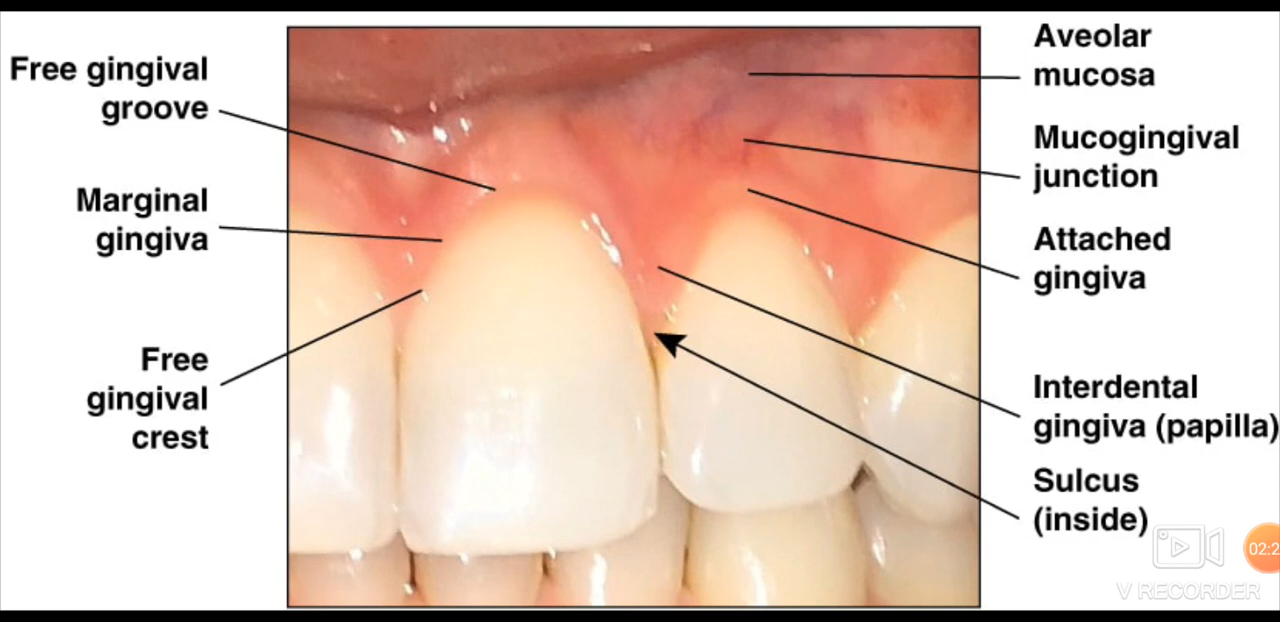 Free gingival
groove
Marginal
gingiva
Free
gingival
crest
Aveolar
mucosa
Mucogingival
junction
Attached
gingiva
Interdental
gingiva (papilla)
Sulcus
(inside)
V RECORDER